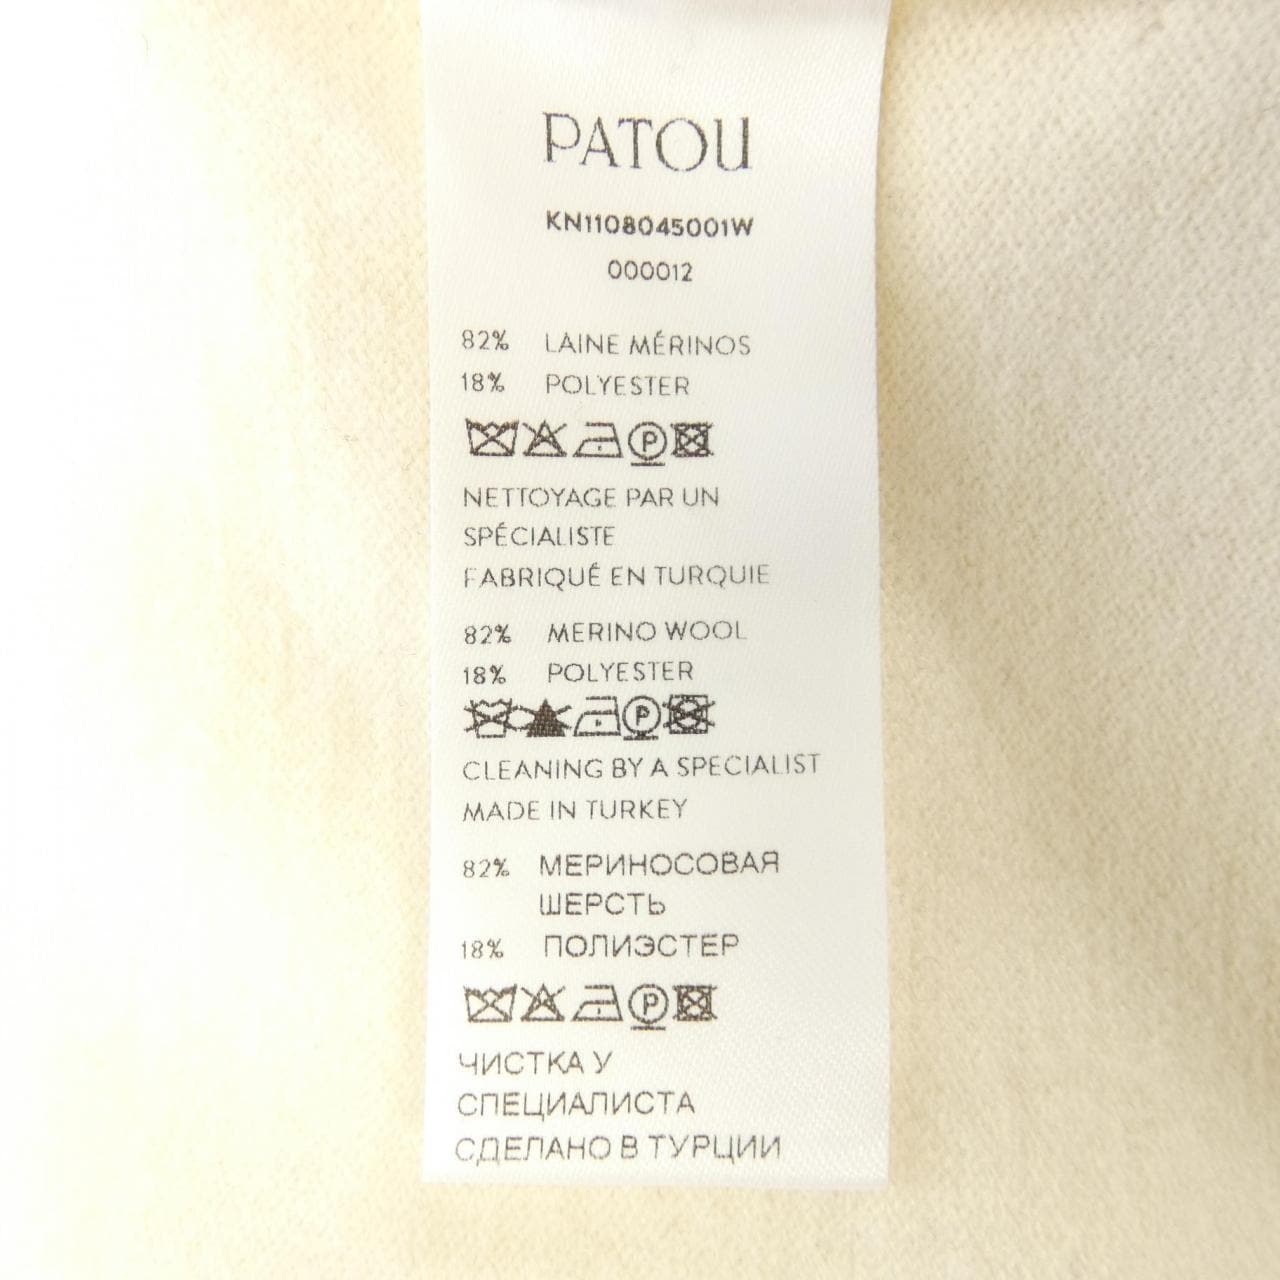 PATOU
KN1108045001W
000012
82% LAINE MÉRINOS
18% POLYESTER
P
NETTOYAGE PAR UN
SPÉCIALISTE
FABRIQUÉ EN TURQUIE
82% MERINO WOOL
18% POLYESTER
P
CLEANING BY A SPECIALIST
MADE IN TURKEY
82% МЕРИНОСОВАЯ
ШЕРСТЬ
18% ПОЛИЭСТЕР
P
ЧИСТКА У
СПЕЦИАЛИСТА
СДЕЛАНО В ТУРЦИИ